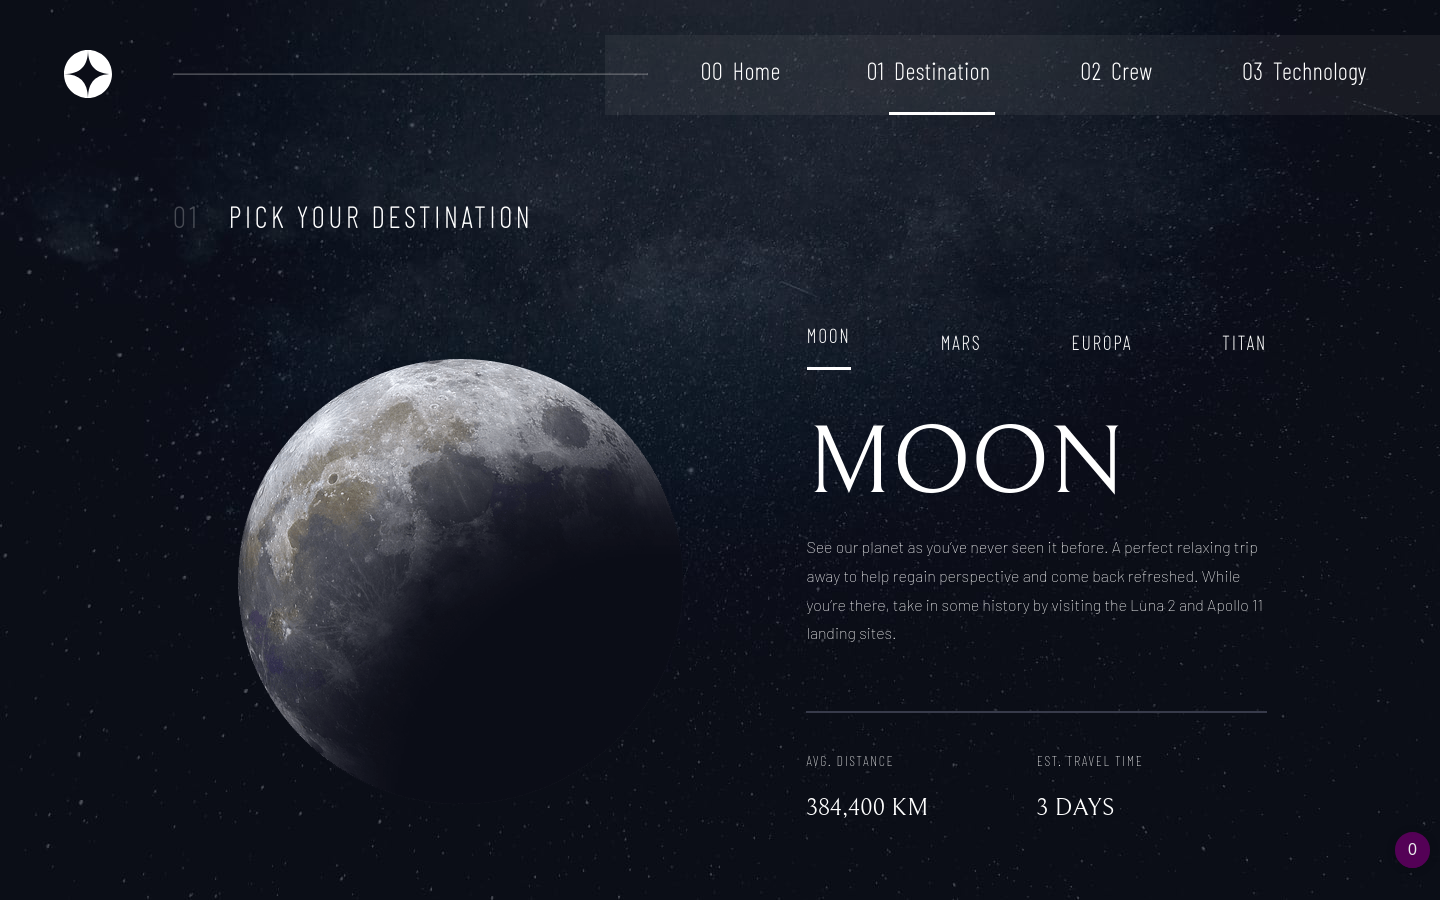 00 Home 01 Destination 02 Crew 03 Technology
01 PICK YOUR DESTINATION
MOON MARS EUROPA TITAN
MOON
See our planet as you've never seen it before. A perfect relaxing trip
away to help regain perspective and come back refreshed. While
you're there, take in some history by visiting the Luna 2 and Apollo 11
landing sites.
AVG. DISTANCE EST. TRAVEL TIME
384,400 KM 3 DAYS
0